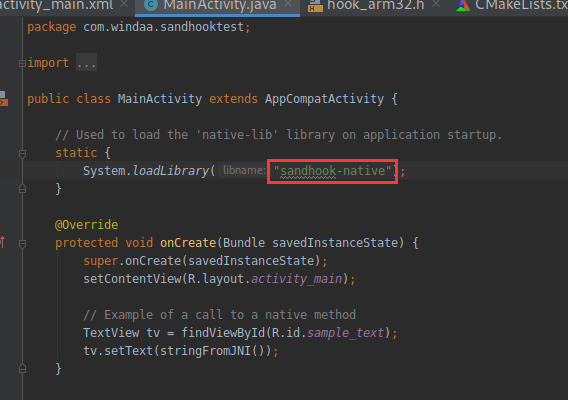 activity_main.xml MainActivity.java hook_arm32.h CMakeLists.tx
package com.windaa.sandhooktest;
import ...
public class MainActivity extends AppCompatActivity {
// Used to load the 'native-lib' library on application startup.
static {
System.loadLibrary( libname: "sandhook-native");
}
@Override
protected void onCreate(Bundle savedInstanceState) {
super.onCreate(savedInstanceState);
setContentView(R.layout.activity_main);
// Example of a call to a native method
TextView tv = findViewById(R.id.sample_text);
tv.setText(stringFromJNI());
}